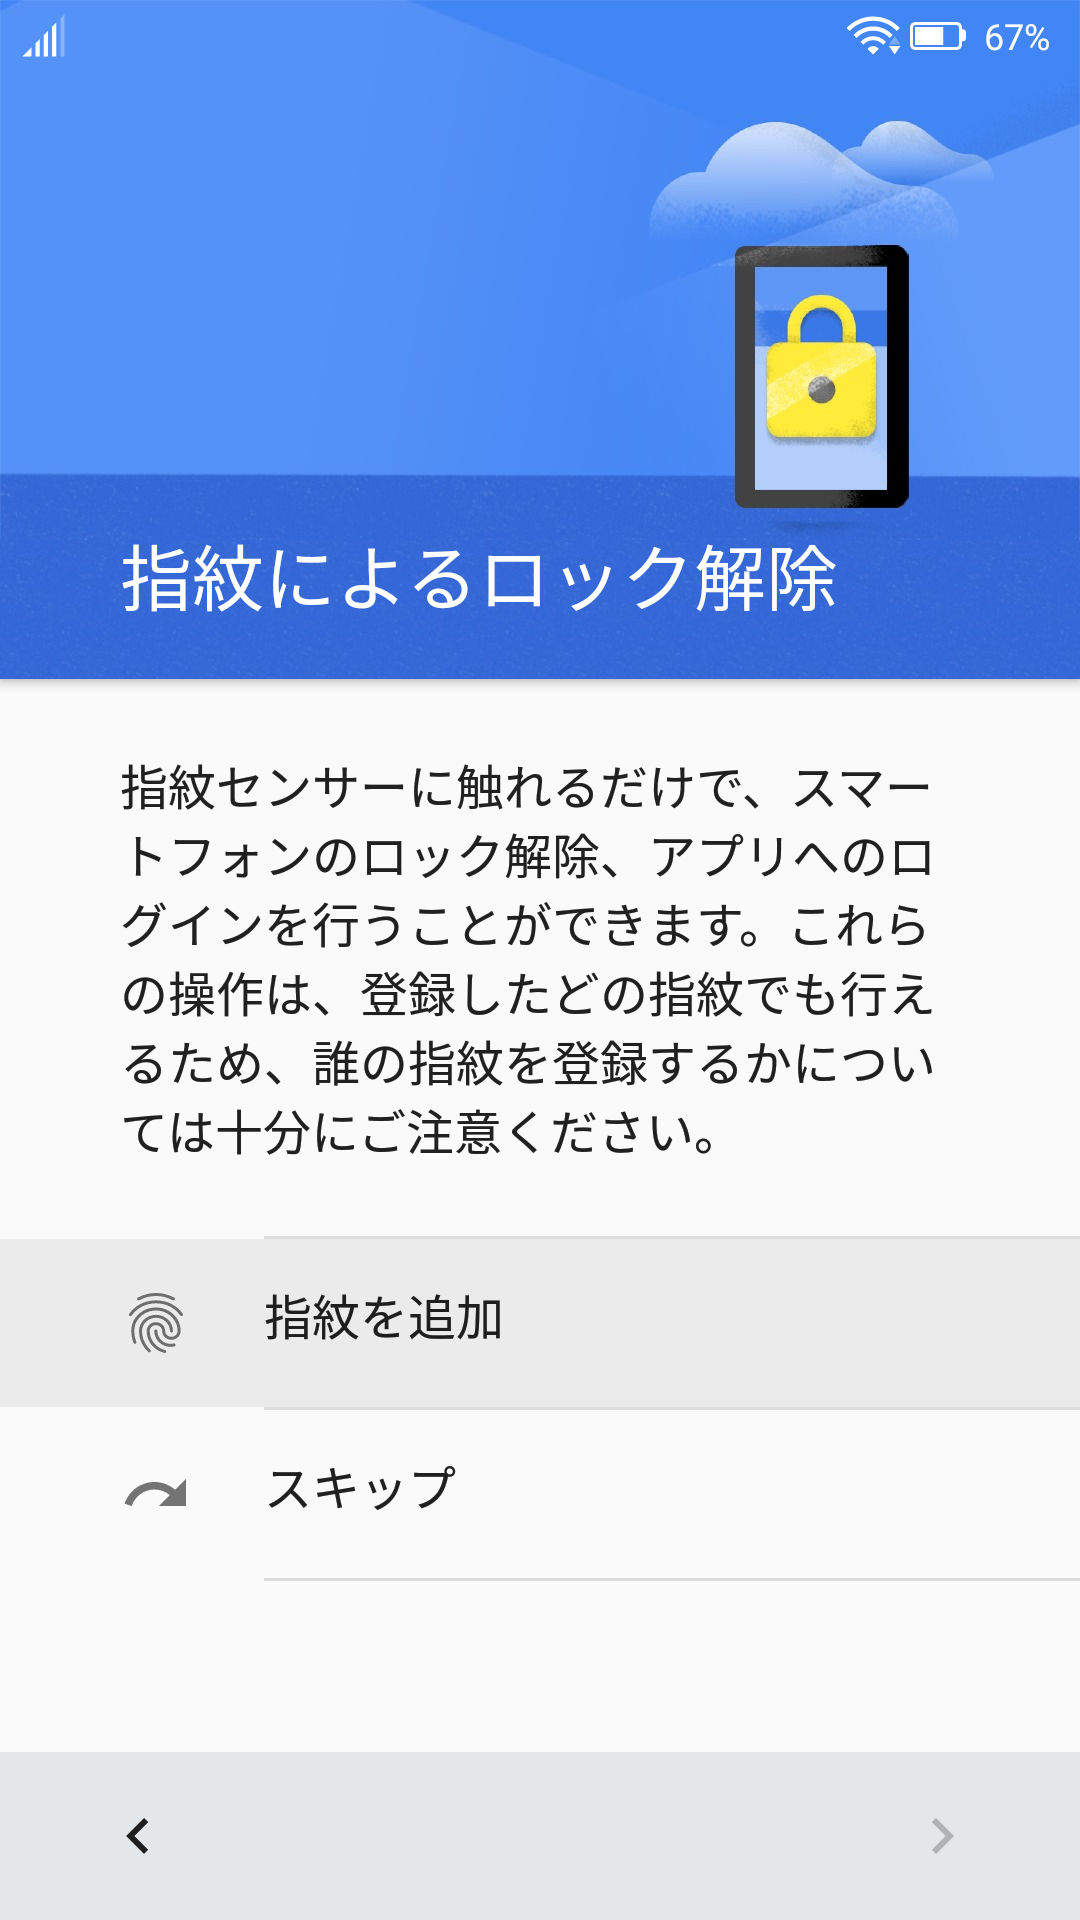 67%
指紋によるロック解除
指紋センサーに触れるだけで、スマー
トフォンのロック解除、アプリへのロ
グインを行うことができます。これら
の操作は、登録したどの指紋でも行え
るため、誰の指紋を登録するかについ
ては十分にご注意ください。
指紋を追加
スキップ